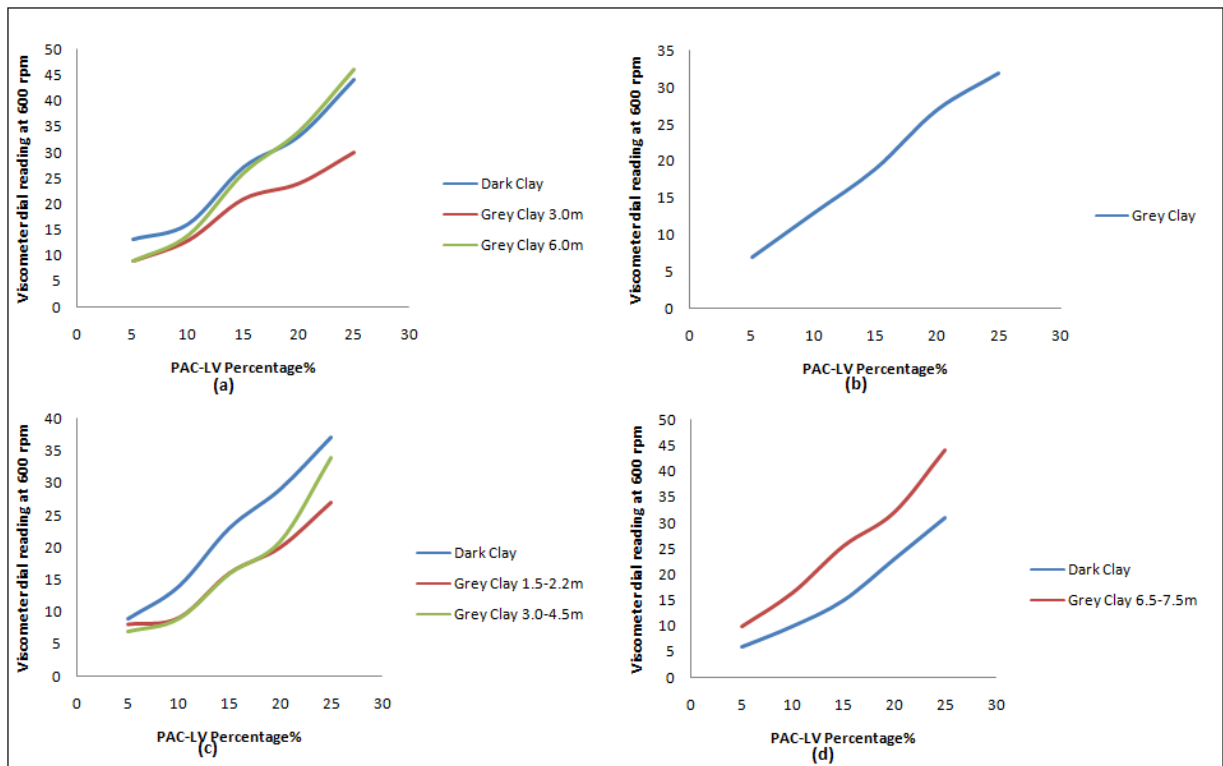 Viscometer dial reading at 600 rpm
50
45
40
35
30
25
20
15
10
5
0
0 5 10 15 20 25 30
PAC-LV Percentage%
(a)
Dark Clay
Grey Clay 3.0m
Grey Clay 6.0m
Viscometer dial reading at 600 rpm
35
30
25
20
15
10
5
0
0 5 10 15 20 25 30
PAC-LV Percentage%
(b)
Grey Clay
Viscometer dial reading at 600 rpm
40
35
30
25
20
15
10
5
0
0 5 10 15 20 25 30
PAC-LV Percentage%
(c)
Dark Clay
Grey Clay 1.5-2.2m
Grey Clay 3.0-4.5m
Viscometer dial reading at 600 rpm
50
45
40
35
30
25
20
15
10
5
0
0 5 10 15 20 25 30
PAC-LV Percentage%
(d)
Dark Clay
Grey Clay 6.5-7.5m